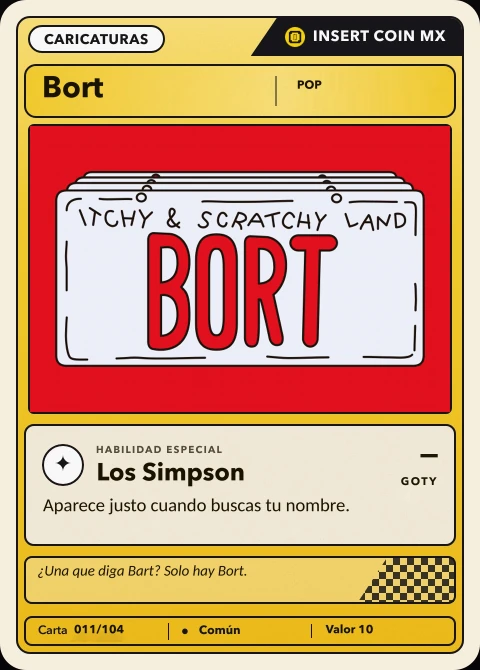 CARICATURAS
INSERT COIN MX
Bort
POP
ITCHY & SCRATCHY LAND
BORT
HABILIDAD ESPECIAL
Los Simpson
—
GOTY
Aparece justo cuando buscas tu nombre.
¿Una que diga Bart? Solo hay Bort.
Carta 011/104
• Común
Valor 10